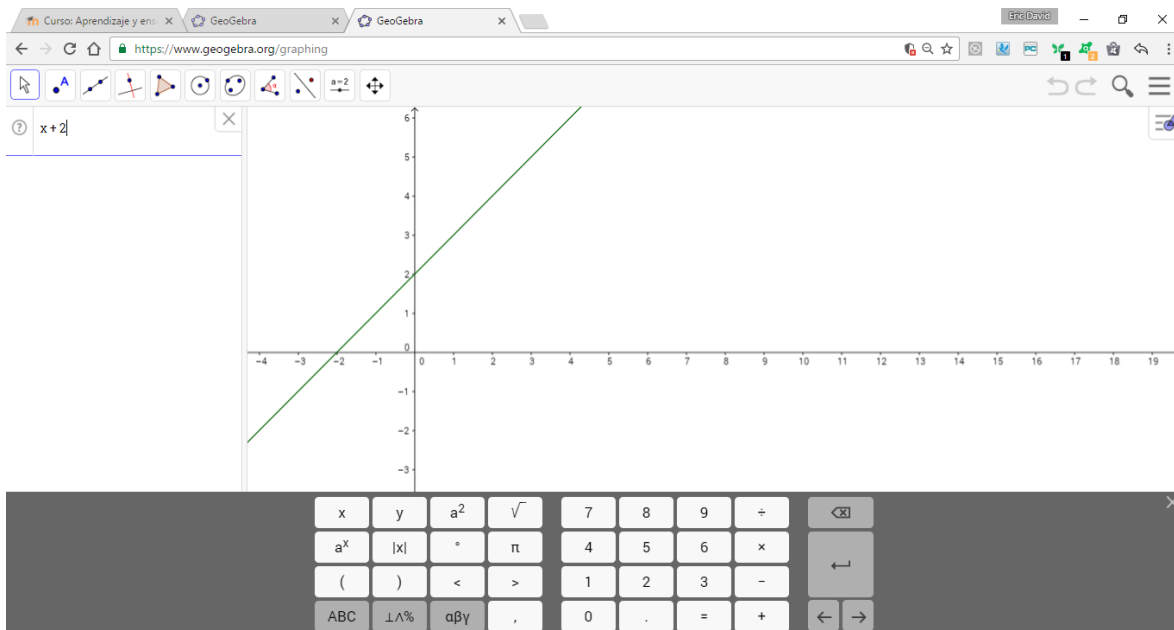 Curso: Aprendizaje y ens
GeoGebra
GeoGebra
Eric David
https://www.geogebra.org/graphing
PC
1
2
A
a=2
x + 2
6
5
4
3
2
1
0
−1
−2
−3
−4 −3 −2 −1 0 1 2 3 4 5 6 7 8 9 10 11 12 13 14 15 16 17 18 19
x y a² √ 7 8 9 ÷
aˣ |x| ° π 4 5 6 ×
( ) < > 1 2 3 −
ABC ⊥∧% αβγ , 0 . = + ← →